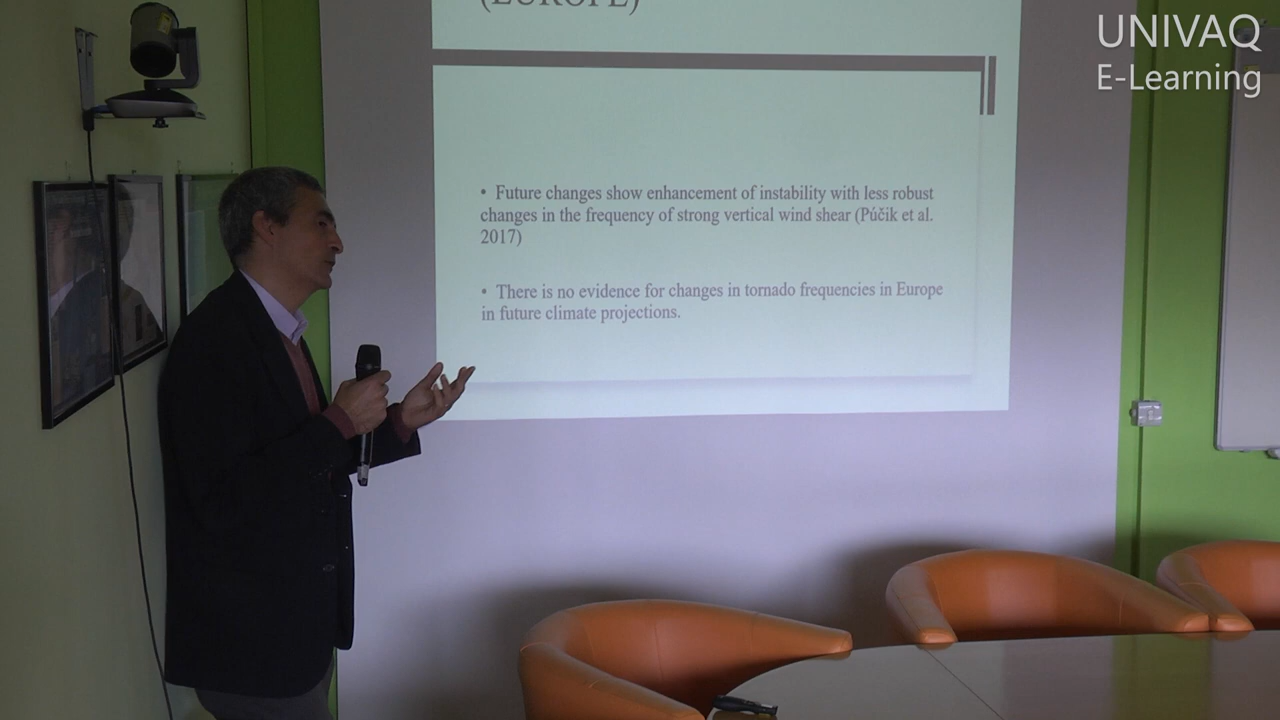 (EUROPE)
UNIVAQ
E-Learning
• Future changes show enhancement of instability with less robust
changes in the frequency of strong vertical wind shear (Púčik et al.
2017)
• There is no evidence for changes in tornado frequencies in Europe
in future climate projections.